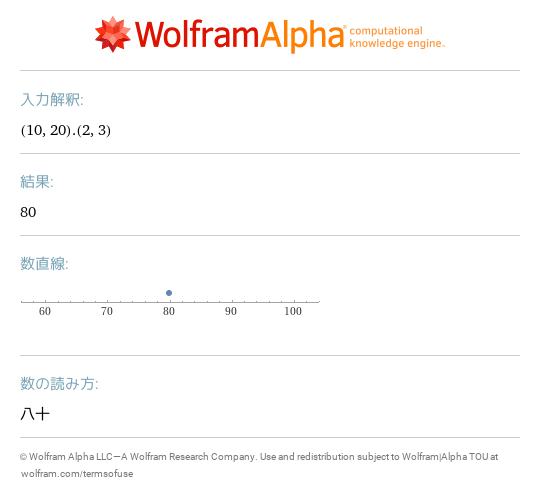 WolframAlpha computational
knowledge engine™
入力解釈:
(10, 20).(2, 3)
結果:
80
数直線:
60 70 80 90 100
数の読み方:
八十
© Wolfram Alpha LLC—A Wolfram Research Company. Use and redistribution subject to Wolfram|Alpha TOU at
wolfram.com/termsofuse